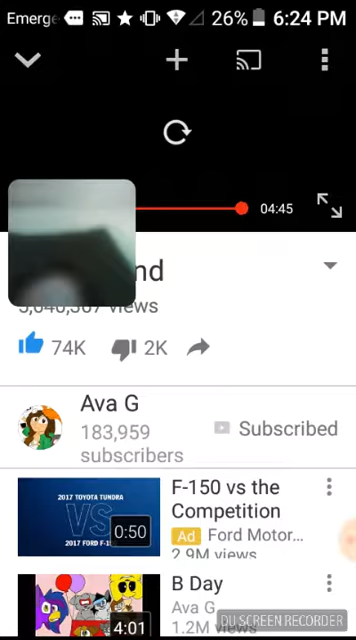 Emerge
26%
6:24 PM
04:45
nd
views
74K
2K
Ava G
183,959
subscribers
Subscribed
2017 TOYOTA TUNDRA
VS
2017 FORD F-15
0:50
F-150 vs the
Competition
Ad Ford Motor...
2.9M views
B Day
Ava G
1.2M views
4:01
DU SCREEN RECORDER